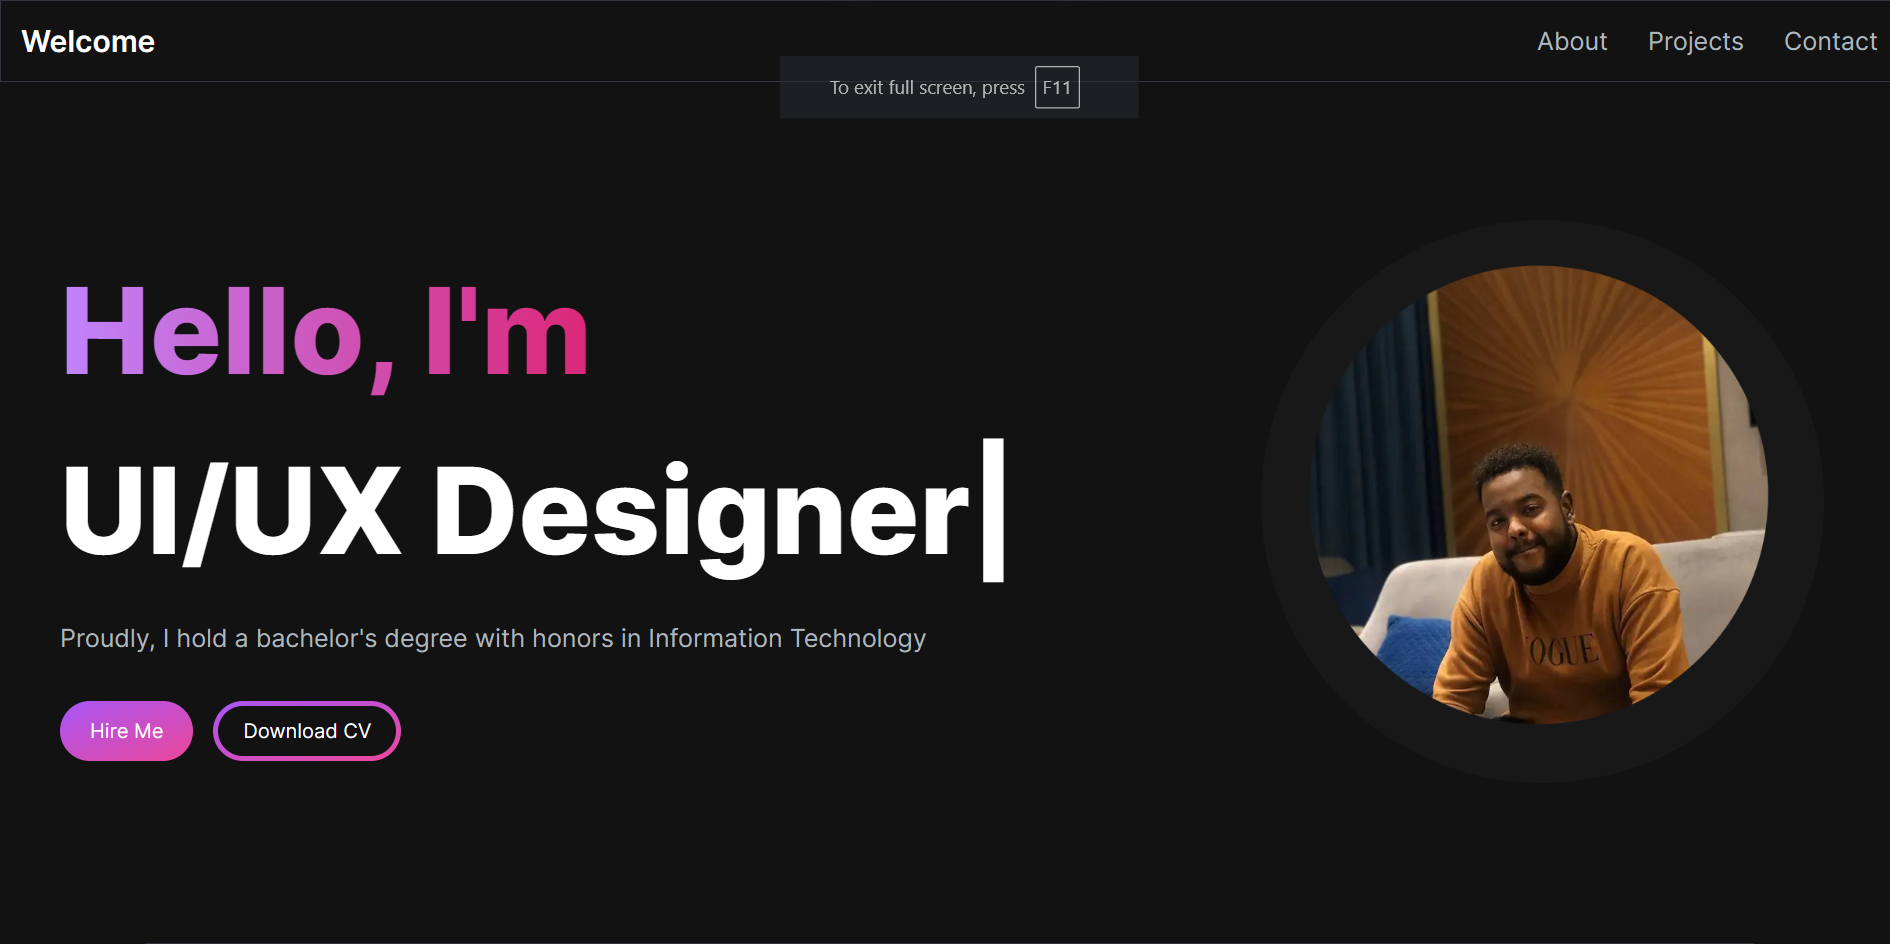 Welcome
About Projects Contact
To exit full screen, press F11
Hello, I'm
UI/UX Designer
Proudly, I hold a bachelor's degree with honors in Information Technology
Hire Me Download CV
OGUE